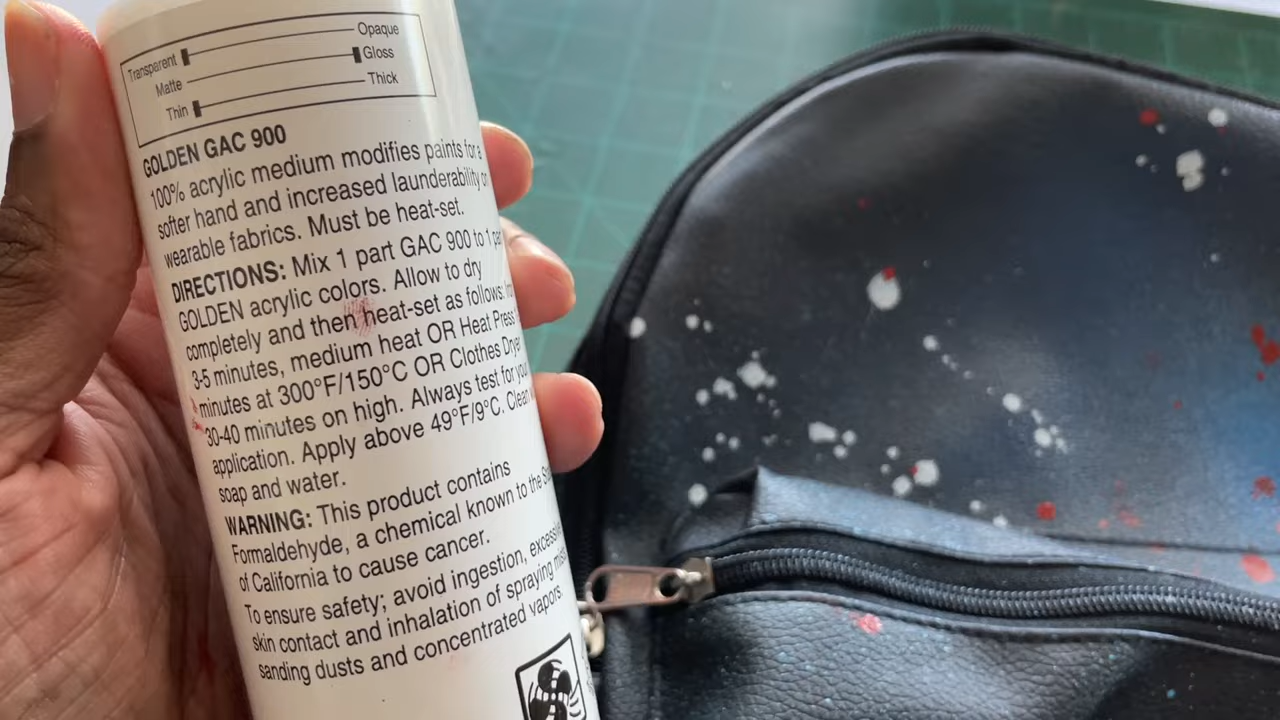 Transparent Opaque
Matte Gloss
Thin Thick
GOLDEN GAC 900
100% acrylic medium modifies paints for a
softer hand and increased launderability on
wearable fabrics. Must be heat-set.
DIRECTIONS: Mix 1 part GAC 900 to 1
GOLDEN acrylic colors. Allow to dry
completely and then heat-set as follows:
3-5 minutes, medium heat OR Heat Press
minutes at 300°F/150°C OR Clothes Dryer
30-40 minutes on high. Always test for your
application. Apply above 49°F/9°C. Clean
soap and water.
WARNING: This product contains
Formaldehyde, a chemical known to the
of California to cause cancer.
To ensure safety; avoid ingestion,
skin contact and inhalation of spraying
sanding dusts and concentrated vapors.